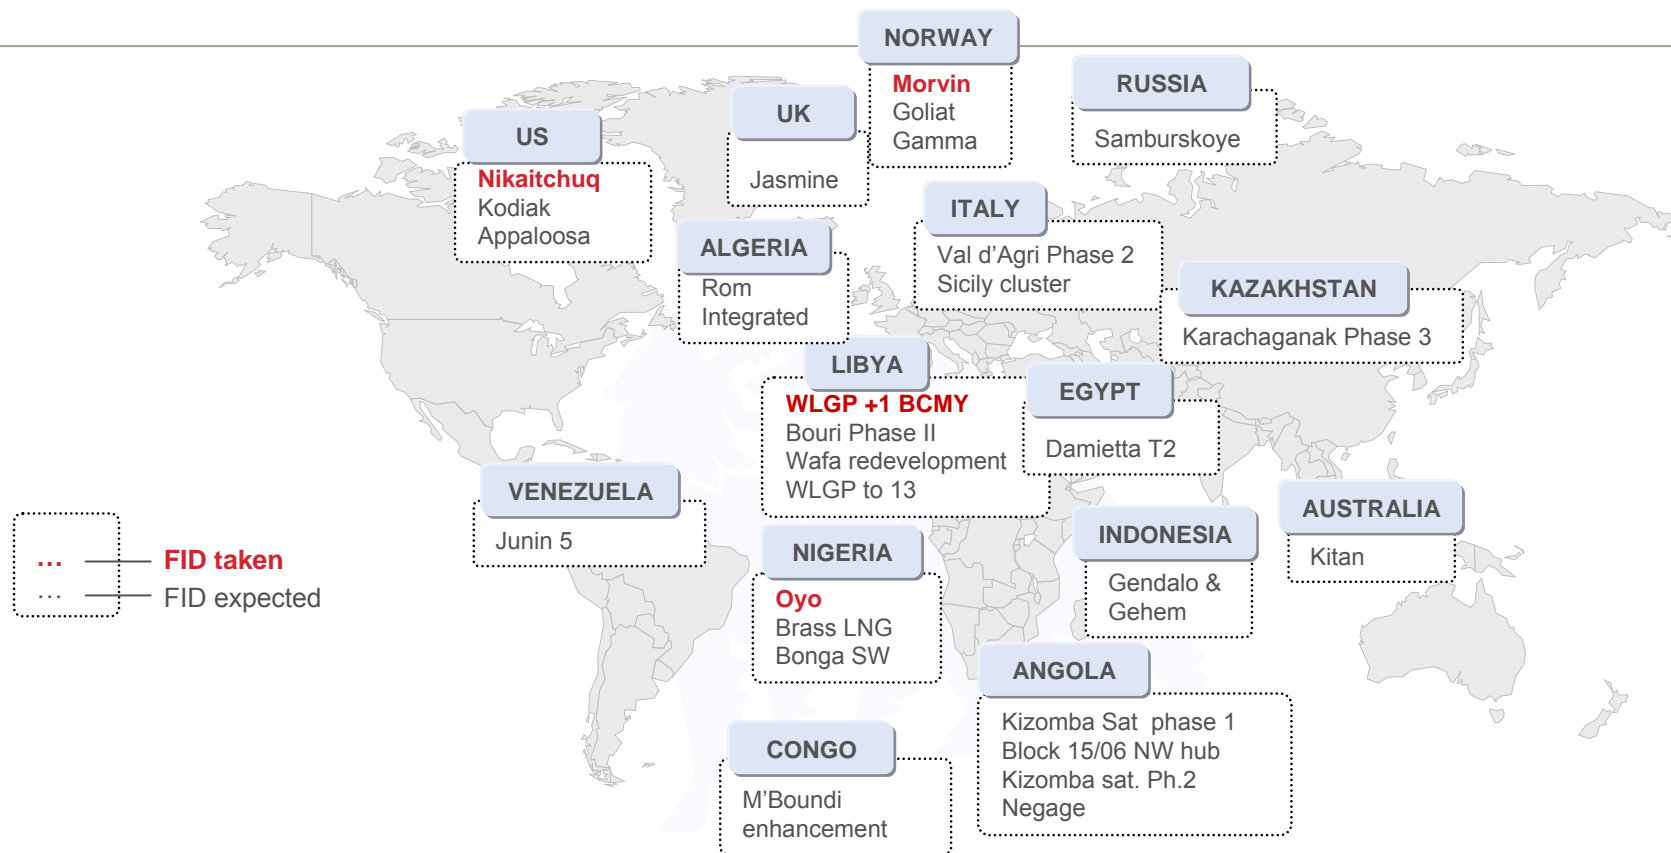 NORWAY
Morvin
Goliat
Gamma
RUSSIA
Samburskoye
UK
Jasmine
US
Nikaitchuq
Kodiak
Appaloosa
ITALY
Val d’Agri Phase 2
Sicily cluster
ALGERIA
Rom
Integrated
KAZAKHSTAN
Karachaganak Phase 3
LIBYA
WLGP +1 BCMY
Bouri Phase II
Wafa redevelopment
WLGP to 13
EGYPT
Damietta T2
VENEZUELA
Junin 5
AUSTRALIA
Kitan
NIGERIA
Oyo
Brass LNG
Bonga SW
INDONESIA
Gendalo &
Gehem
... FID taken
... FID expected
ANGOLA
Kizomba Sat  phase 1
Block 15/06 NW hub
Kizomba sat. Ph.2
Negage
CONGO
M’Boundi
enhancement